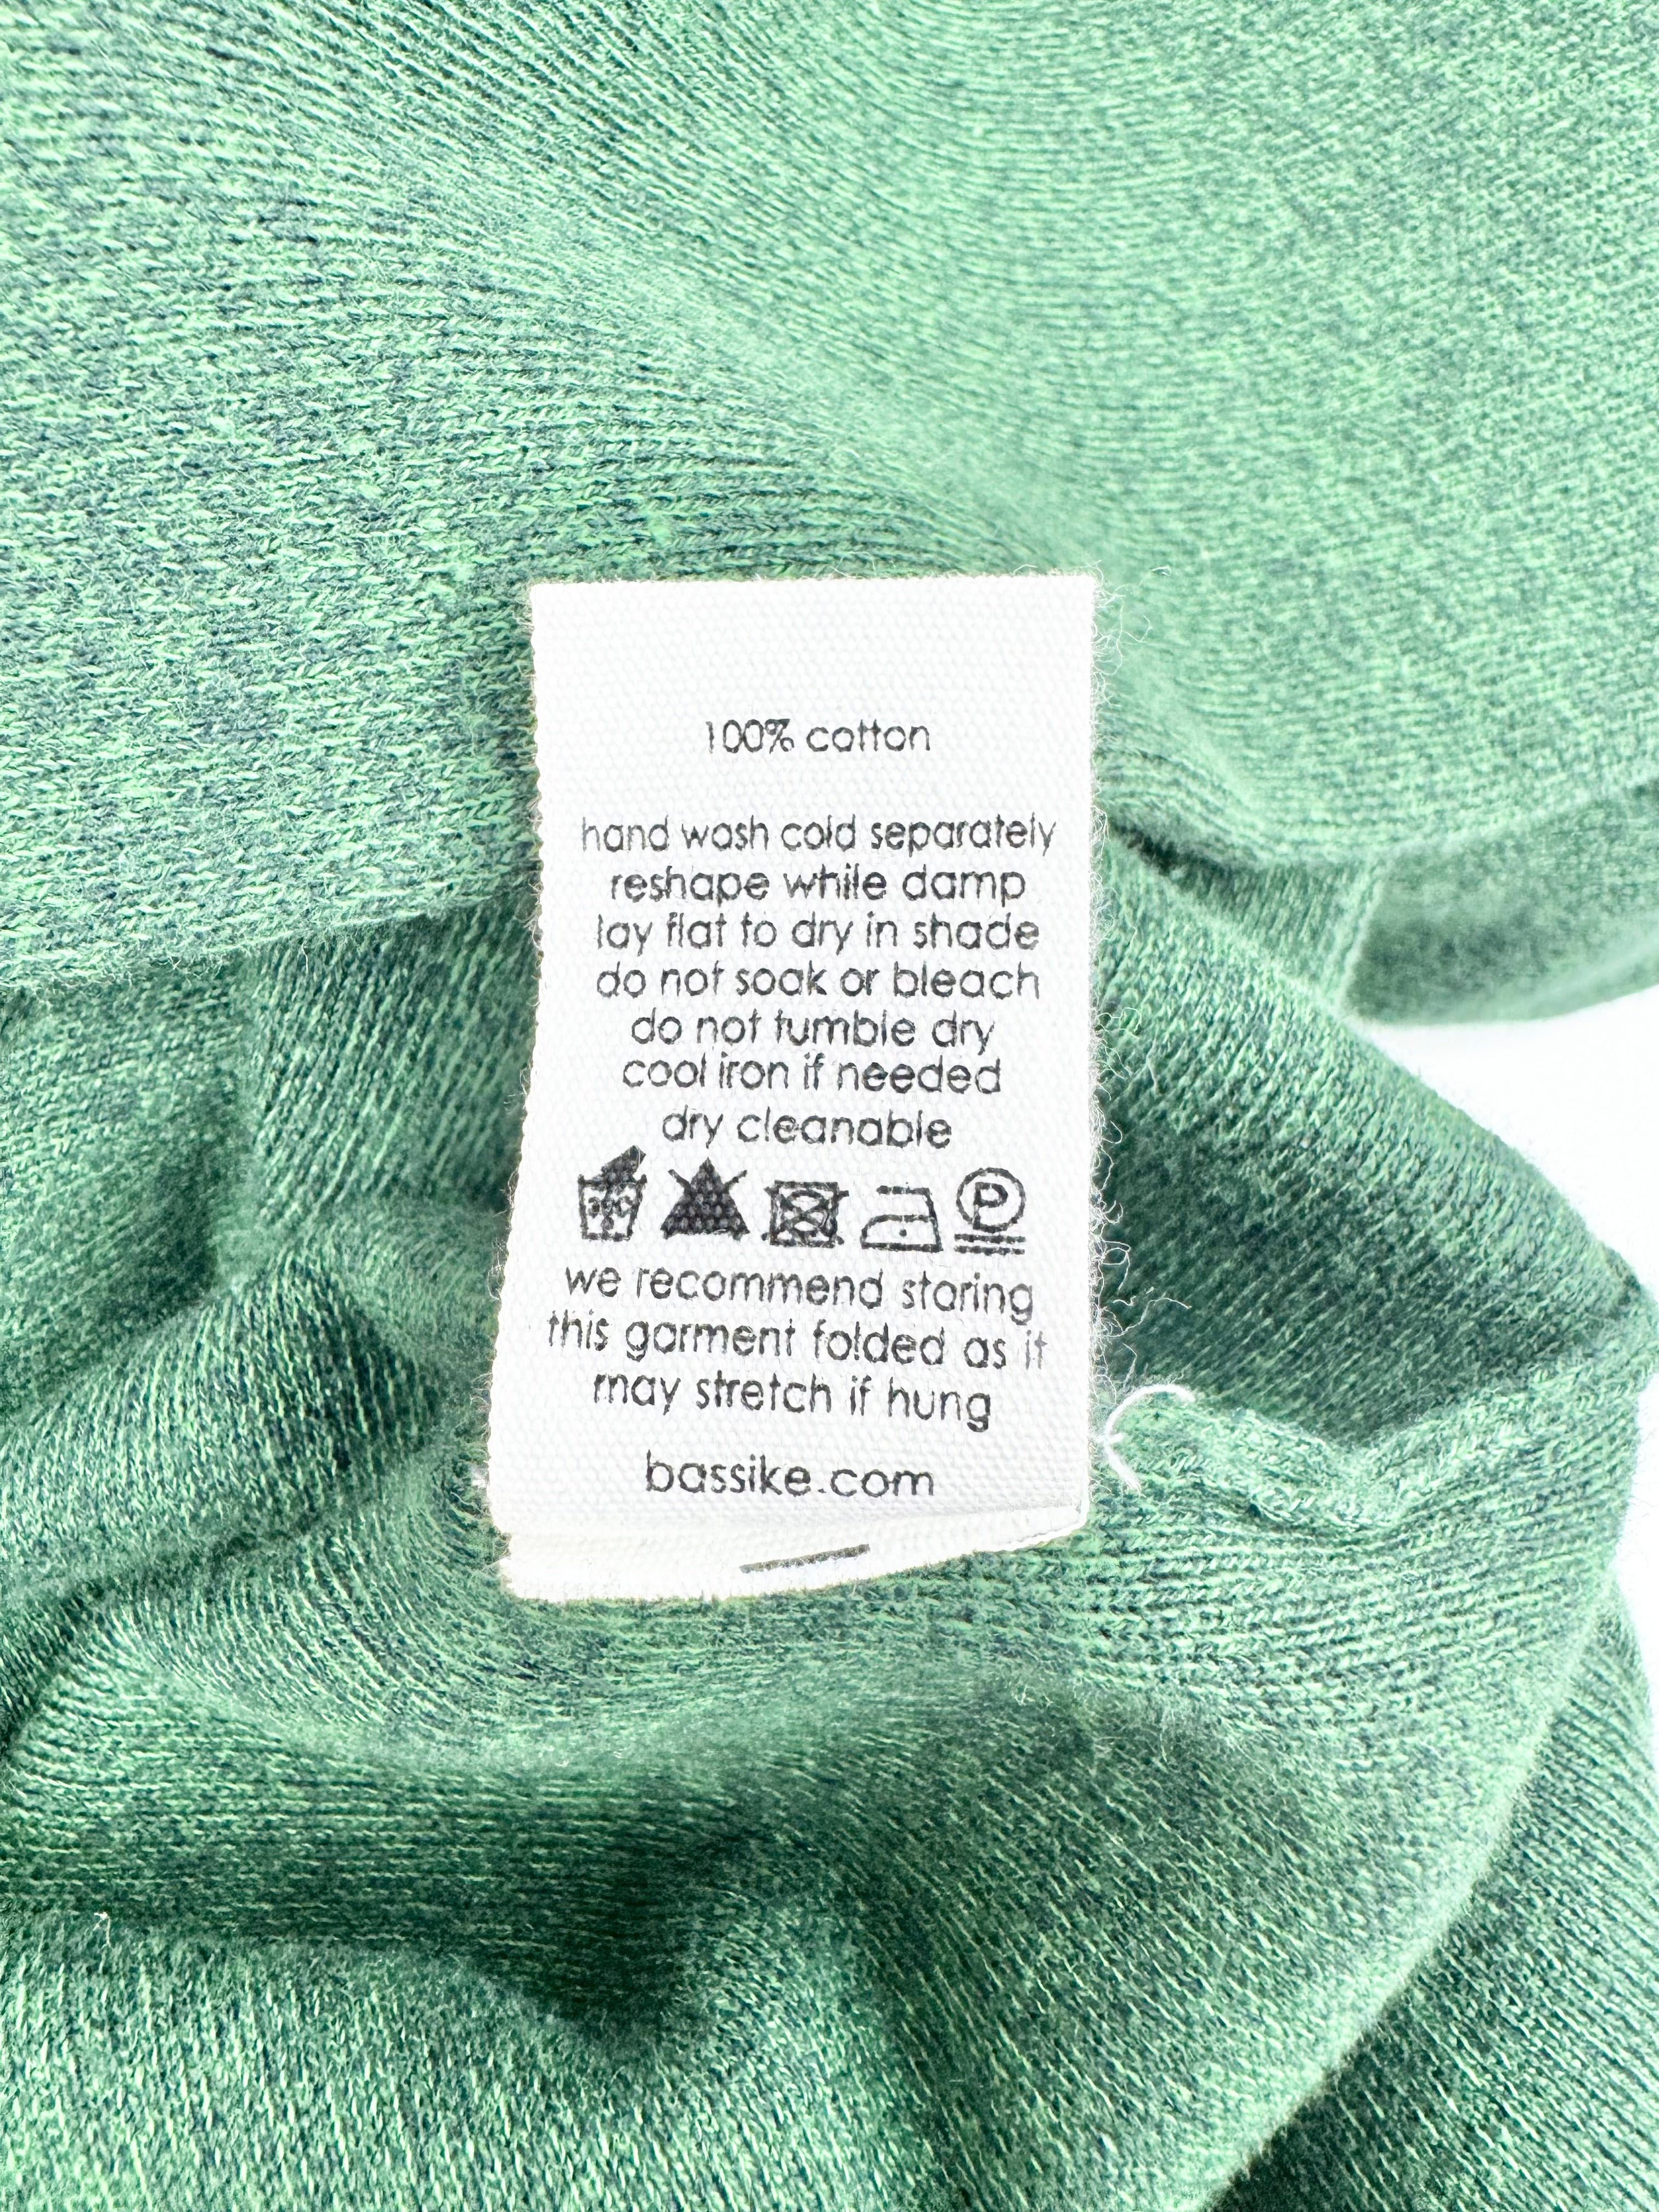 100% cotton
hand wash cold separately
reshape while damp
lay flat to dry in shade
do not soak or bleach
do not tumble dry
cool iron if needed
dry cleanable
P
we recommend storing
this garment folded as it
may stretch if hung
bassike.com